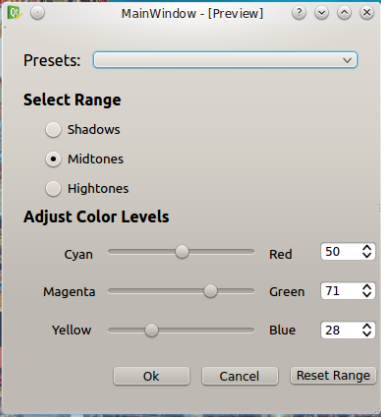 MainWindow - [Preview]
Presets:
Select Range
Shadows
Midtones
Hightones
Adjust Color Levels
Cyan Red 50
Magenta Green 71
Yellow Blue 28
Ok Cancel Reset Range